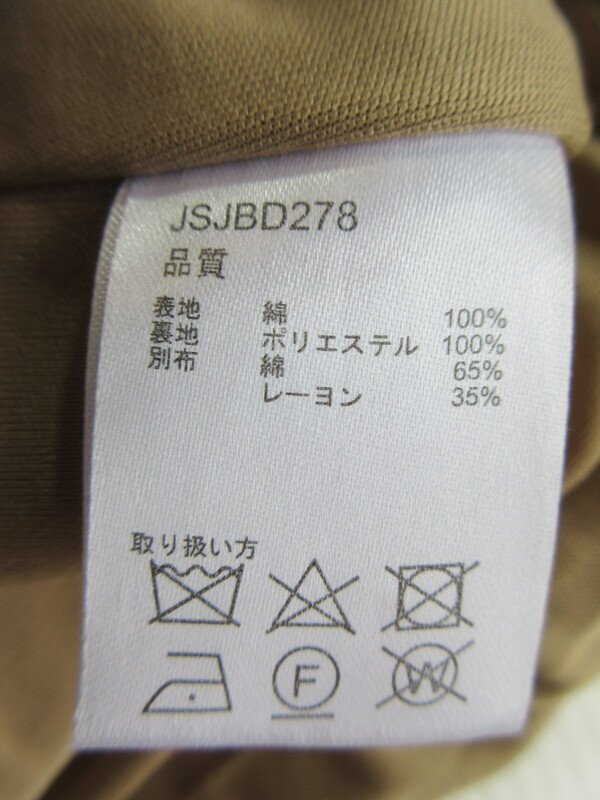 JSJBD278
品質
表地 綿 100%
裏地 ポリエステル 100%
別布 綿 65%
レーヨン 35%
取り扱い方
F W